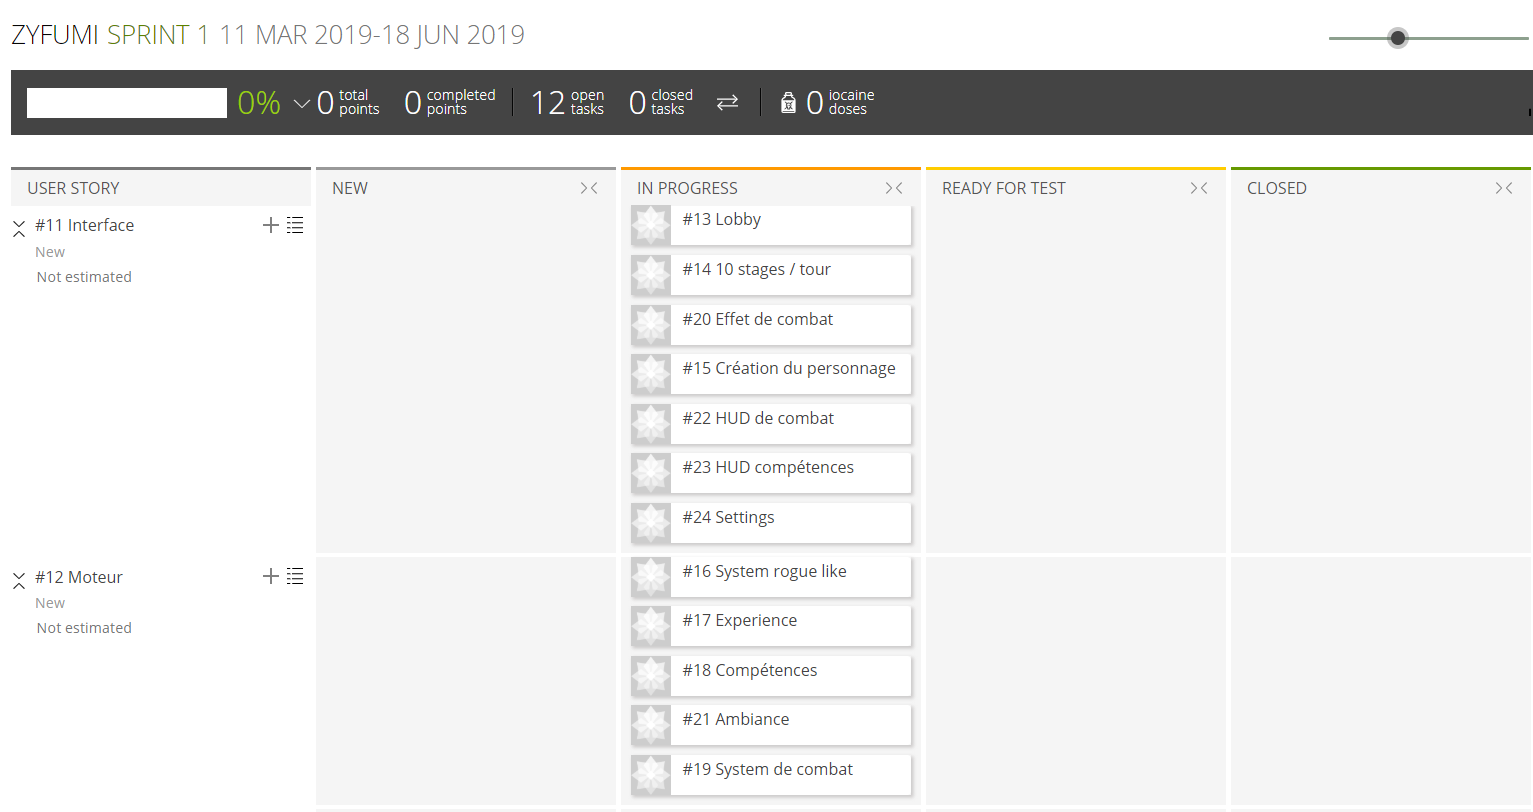 ZYFUMI SPRINT 1 11 MAR 2019-18 JUN 2019
0% 0 total points 0 completed points 12 open tasks 0 closed tasks 0 iocaine doses
USER STORY NEW IN PROGRESS READY FOR TEST CLOSED
#11 Interface
New
Not estimated
#13 Lobby
#14 10 stages / tour
#20 Effet de combat
#15 Création du personnage
#22 HUD de combat
#23 HUD compétences
#24 Settings
#12 Moteur
New
Not estimated
#16 System rogue like
#17 Experience
#18 Compétences
#21 Ambiance
#19 System de combat